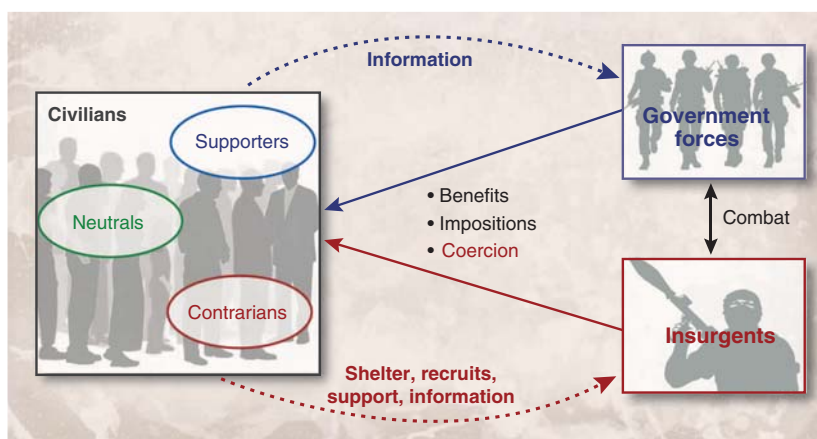 Information
Civilians
Supporters
Neutrals
Contrarians
• Benefits
• Impositions
• Coercion
Government
forces
Combat
Insurgents
Shelter, recruits,
support, information